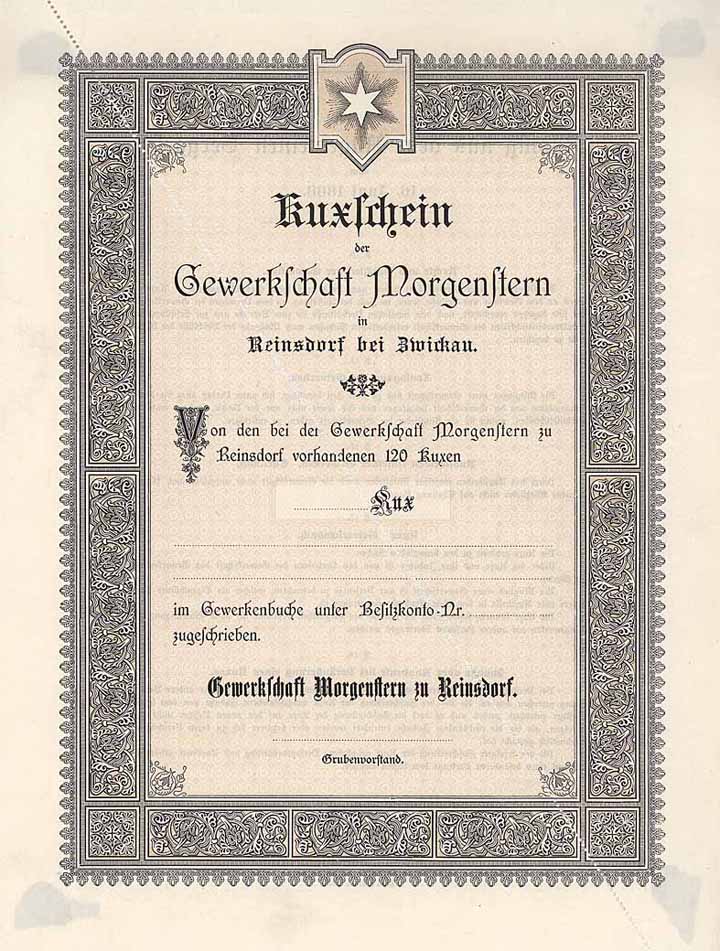 Kuxschein
der
Gewerkschaft Morgenstern
in
Reinsdorf bei Zwickau.
Von den bei der Gewerkschaft Morgenstern zu
Reinsdorf vorhandenen 120 Kuxen
Kux
im Gewerkenbuche unter Besitzkonto-Nr.
zugeschrieben.
Gewerkschaft Morgenstern zu Reinsdorf.
Grubenvorstand.